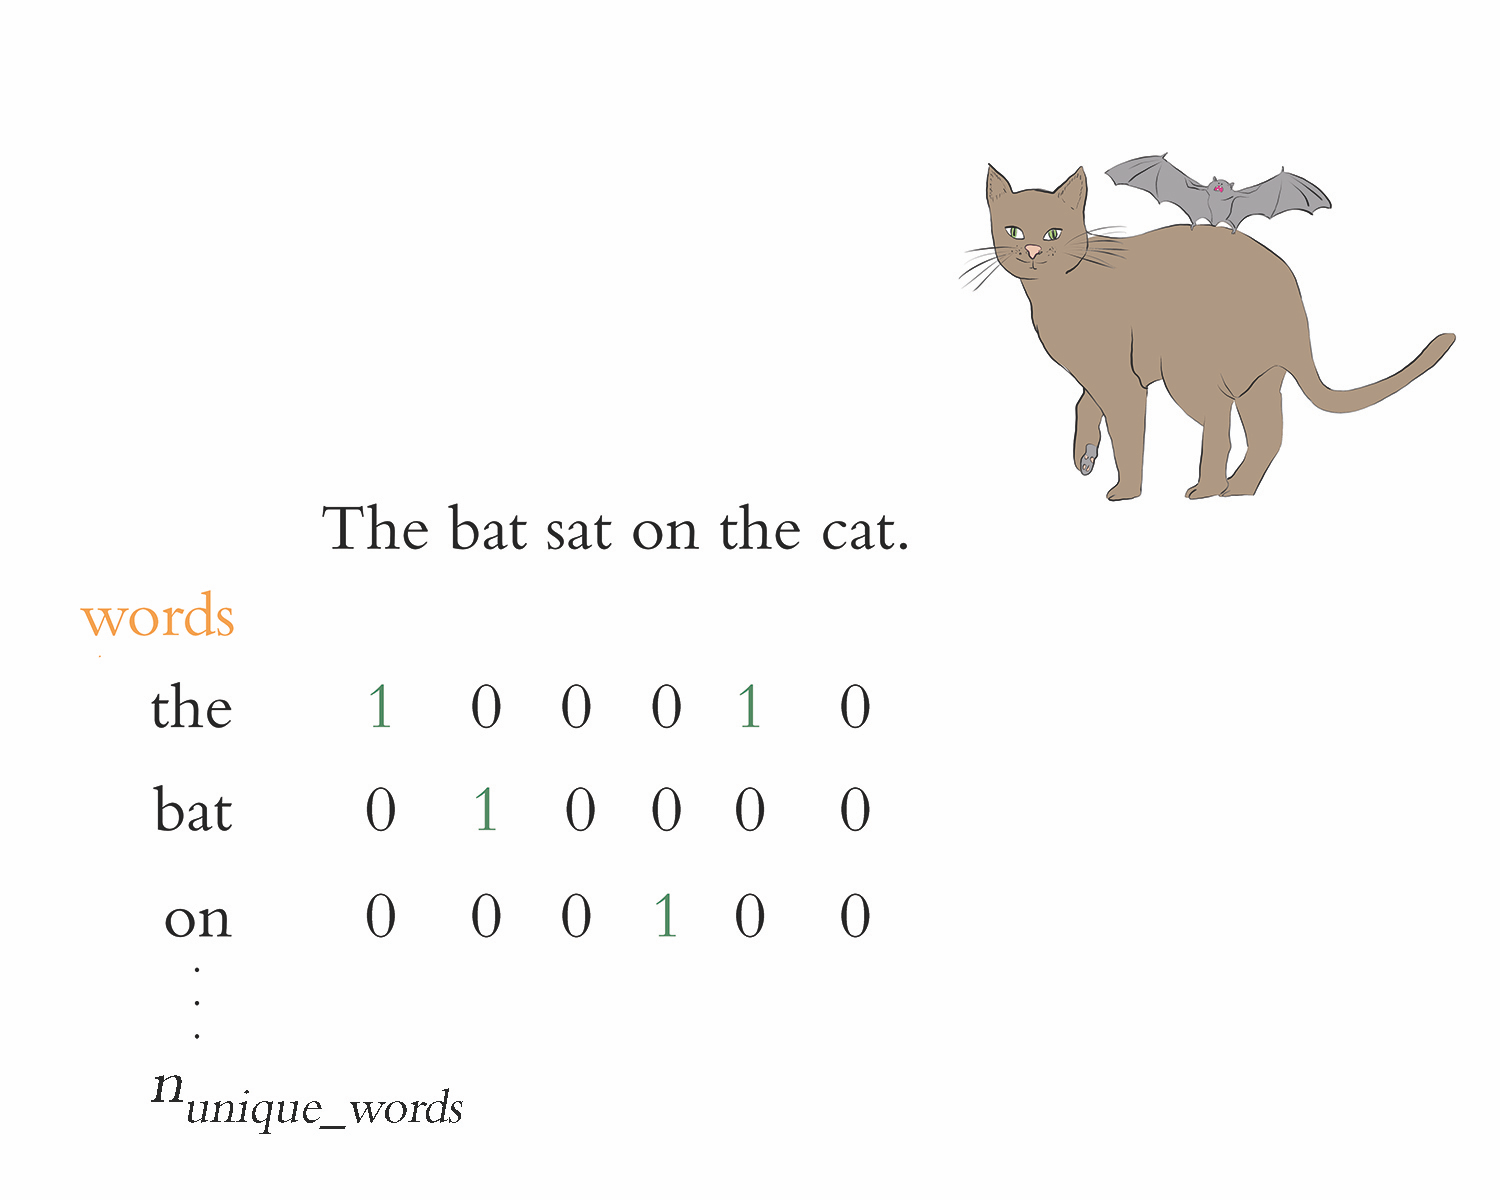 The bat sat on the cat.
words
the 1 0 0 0 1 0
bat 0 1 0 0 0 0
on 0 0 0 1 0 0
.
.
.
nunique_words